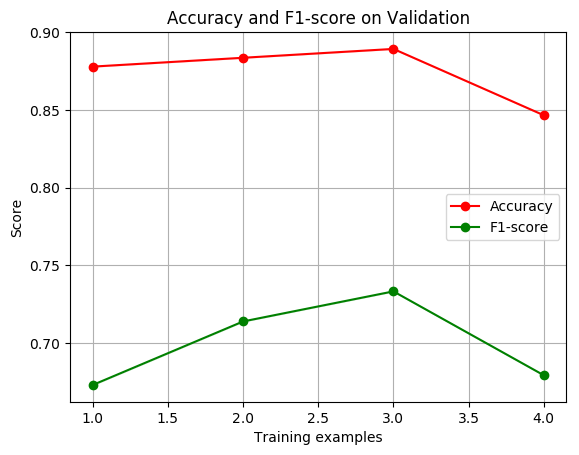 Accuracy and F1-score on Validation
0.90
0.85
0.80
0.75
0.70
Score
Accuracy
F1-score
1.0 1.5 2.0 2.5 3.0 3.5 4.0
Training examples